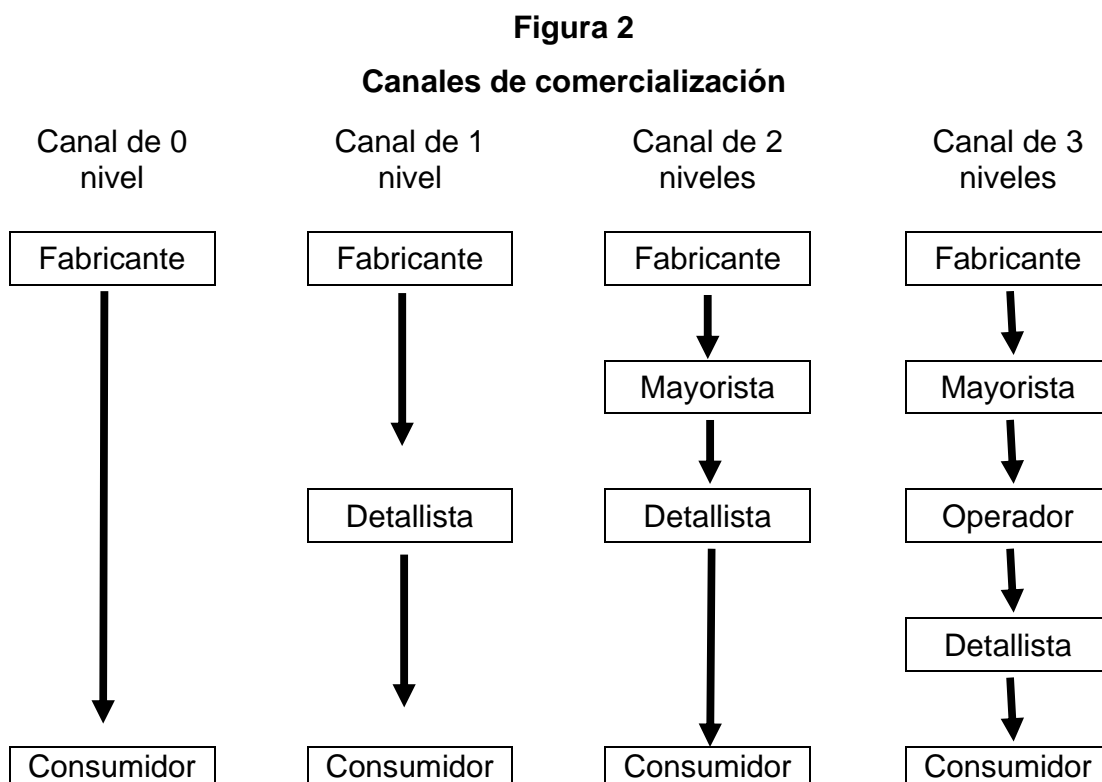 Figura 2
Canales de comercialización
Canal de 0
nivel
Canal de 1
nivel
Canal de 2
niveles
Canal de 3
niveles
Fabricante
Fabricante
Fabricante
Fabricante
Mayorista
Mayorista
Detallista
Detallista
Operador
Detallista
Consumidor
Consumidor
Consumidor
Consumidor